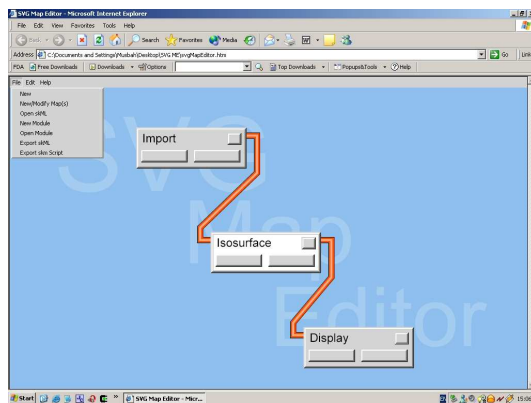 SVG Map Editor - Microsoft Internet Explorer
File Edit View Favorites Tools Help
Back Search Favorites Media
Address C:\Documents and Settings\Musbah\Desktop\SVG ME\svgMapEditor.htm Go Link
PDA Free Downloads Downloads Options Top Downloads Popups&Tools Help
File Edit Help
New
New/Modify Map(s)
Open skML
New Module
Open Module
Export skML
Export skm Script
SVG
Map
Editor
Import
Isosurface
Display
Start SVG Map Editor - Micr...